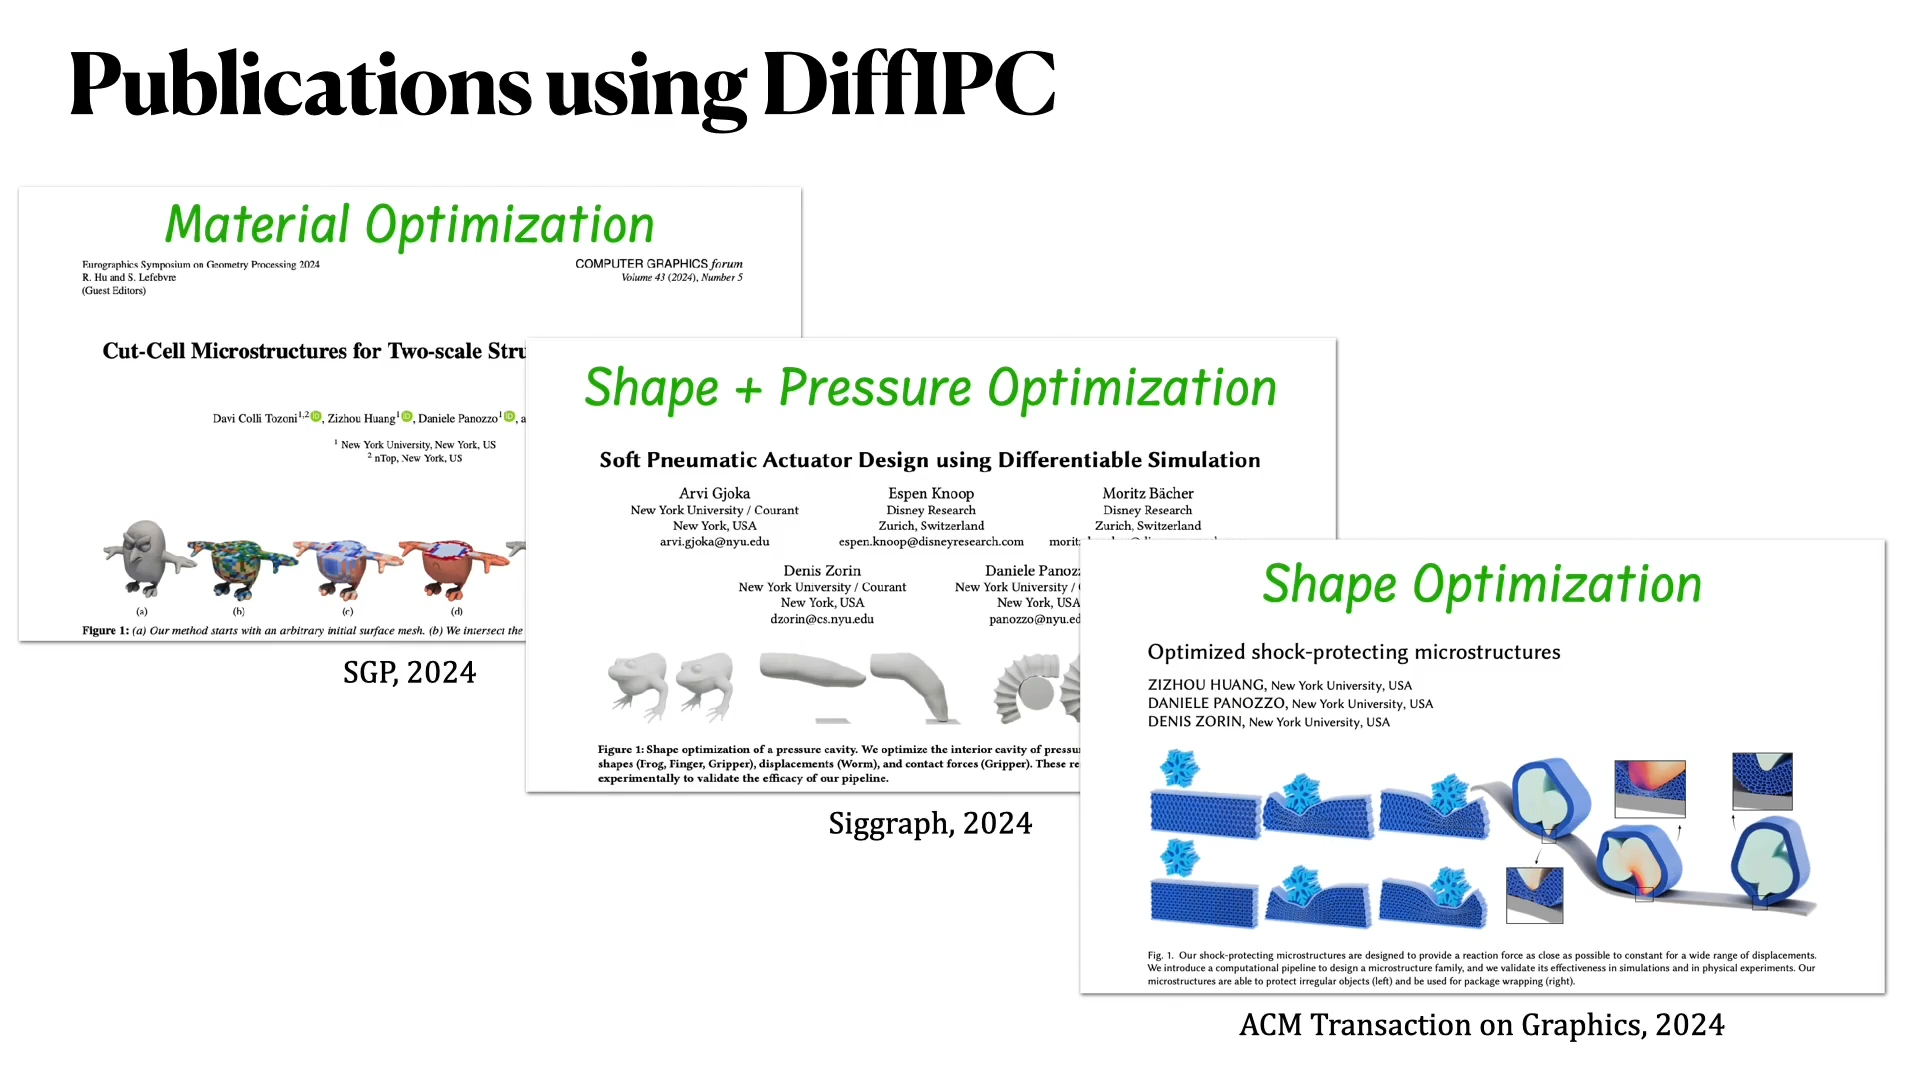 Publications using DiffIPC
Material Optimization
Eurographics Symposium on Geometry Processing 2024
R. Hu and S. Lefebvre
(Guest Editors)
COMPUTER GRAPHICS forum
Volume 43 (2024), Number 5
Cut-Cell Microstructures for Two-scale
Davi Colli Tozoni1,2, Zizhou Huang1, Daniele Panozzo1,
1 New York University, New York, US
2 nTop, New York, US
(a) (b) (c) (d)
Figure 1: (a) Our method starts with an arbitrary initial surface mesh. (b) We intersect the
SGP, 2024
Shape + Pressure Optimization
Soft Pneumatic Actuator Design using Differentiable Simulation
Arvi Gjoka
New York University / Courant
New York, USA
arvi.gjoka@nyu.edu
Espen Knoop
Disney Research
Zurich, Switzerland
espen.knoop@disneyresearch.com
Moritz Bächer
Disney Research
Zurich, Switzerland
Denis Zorin
New York University / Courant
New York, USA
dzorin@cs.nyu.edu
Daniele
New York University /
New York, USA
Figure 1: Shape optimization of a pressure cavity. We optimize the interior cavity of
shapes (Frog, Finger, Gripper), displacements (Worm), and contact forces (Gripper). These
experimentally to validate the efficacy of our pipeline.
Siggraph, 2024
Shape Optimization
Optimized shock-protecting microstructures
ZIZHOU HUANG, New York University, USA
DANIELE PANOZZO, New York University, USA
DENIS ZORIN, New York University, USA
Fig. 1. Our shock-protecting microstructures are designed to provide a reaction force as close as possible to constant for a wide range of displacements.
We introduce a computational pipeline to design a microstructure family, and we validate its effectiveness in simulations and in physical experiments. Our
microstructures are able to protect irregular objects (left) and be used for package wrapping (right).
ACM Transaction on Graphics, 2024